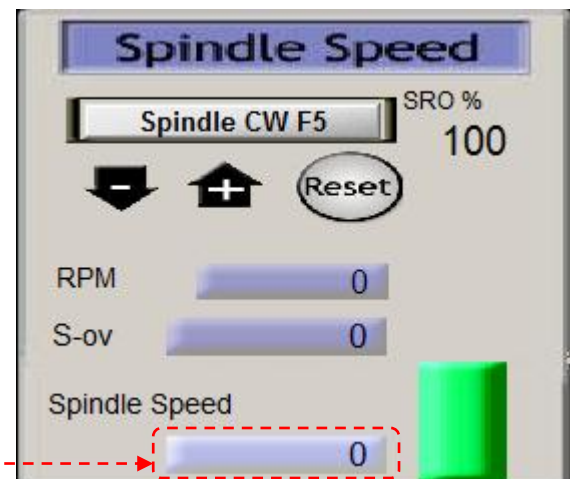 Spindle Speed
Spindle CW F5
SRO %
100
-
+
Reset
RPM 0
S-ov 0
Spindle Speed
0